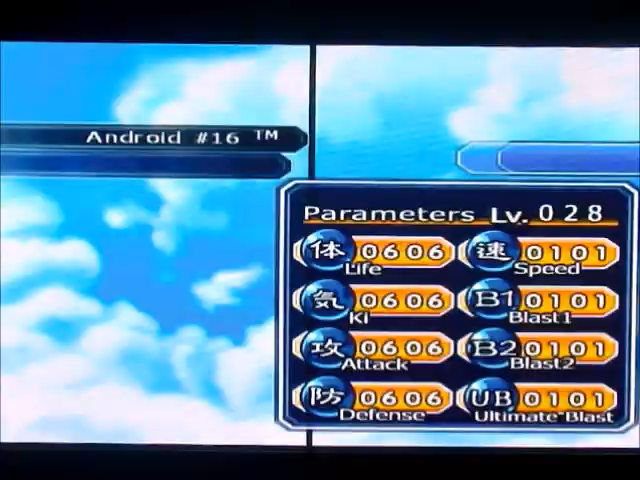 Android #16 ™
Parameters Lv. 028
体 0606 速 0101
Life Speed
気 0606 B1 0101
Ki Blast1
攻 0606 B2 0101
Attack Blast2
防 0606 UB 0101
Defense Ultimate Blast